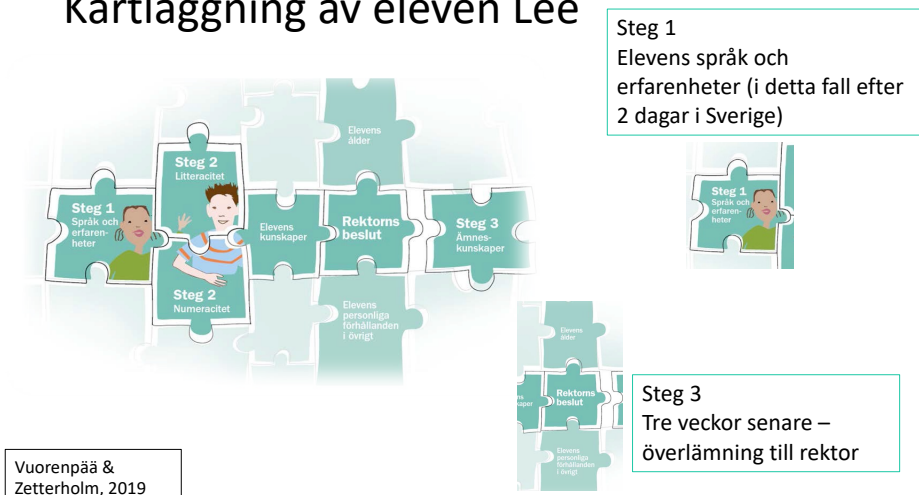 Kartläggning av eleven Lee
Steg 1
Elevens språk och
erfarenheter (i detta fall efter
2 dagar i Sverige)
Elevens
ålder
Steg 2
Litteracitet
Steg 1
Språk och
erfaren-
heter
Elevens
kunskaper
Rektorns
beslut
Steg 3
Ämnes-
kunskaper
Steg 2
Numeracitet
Elevens
personliga
förhållanden
i övrigt
Steg 1
Språk och
erfaren-
heter
Elevens
ålder
Rektorns
beslut
Elevens
personliga
förhållanden
i övrigt
Steg 3
Tre veckor senare –
överlämning till rektor
Vuorenpää &
Zetterholm, 2019